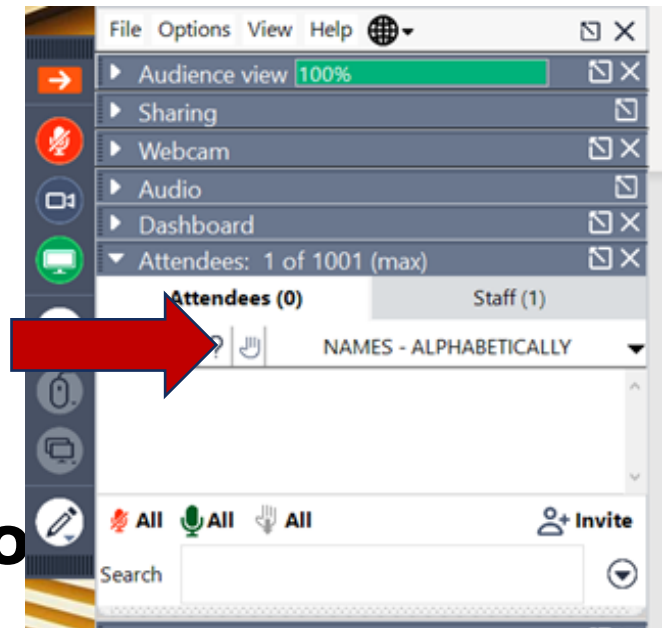 File Options View Help
Audience view 100%
Sharing
Webcam
Audio
Dashboard
Attendees: 1 of 1001 (max)
Attendees (0) Staff (1)
? NAMES - ALPHABETICALLY
All All All Invite
Search